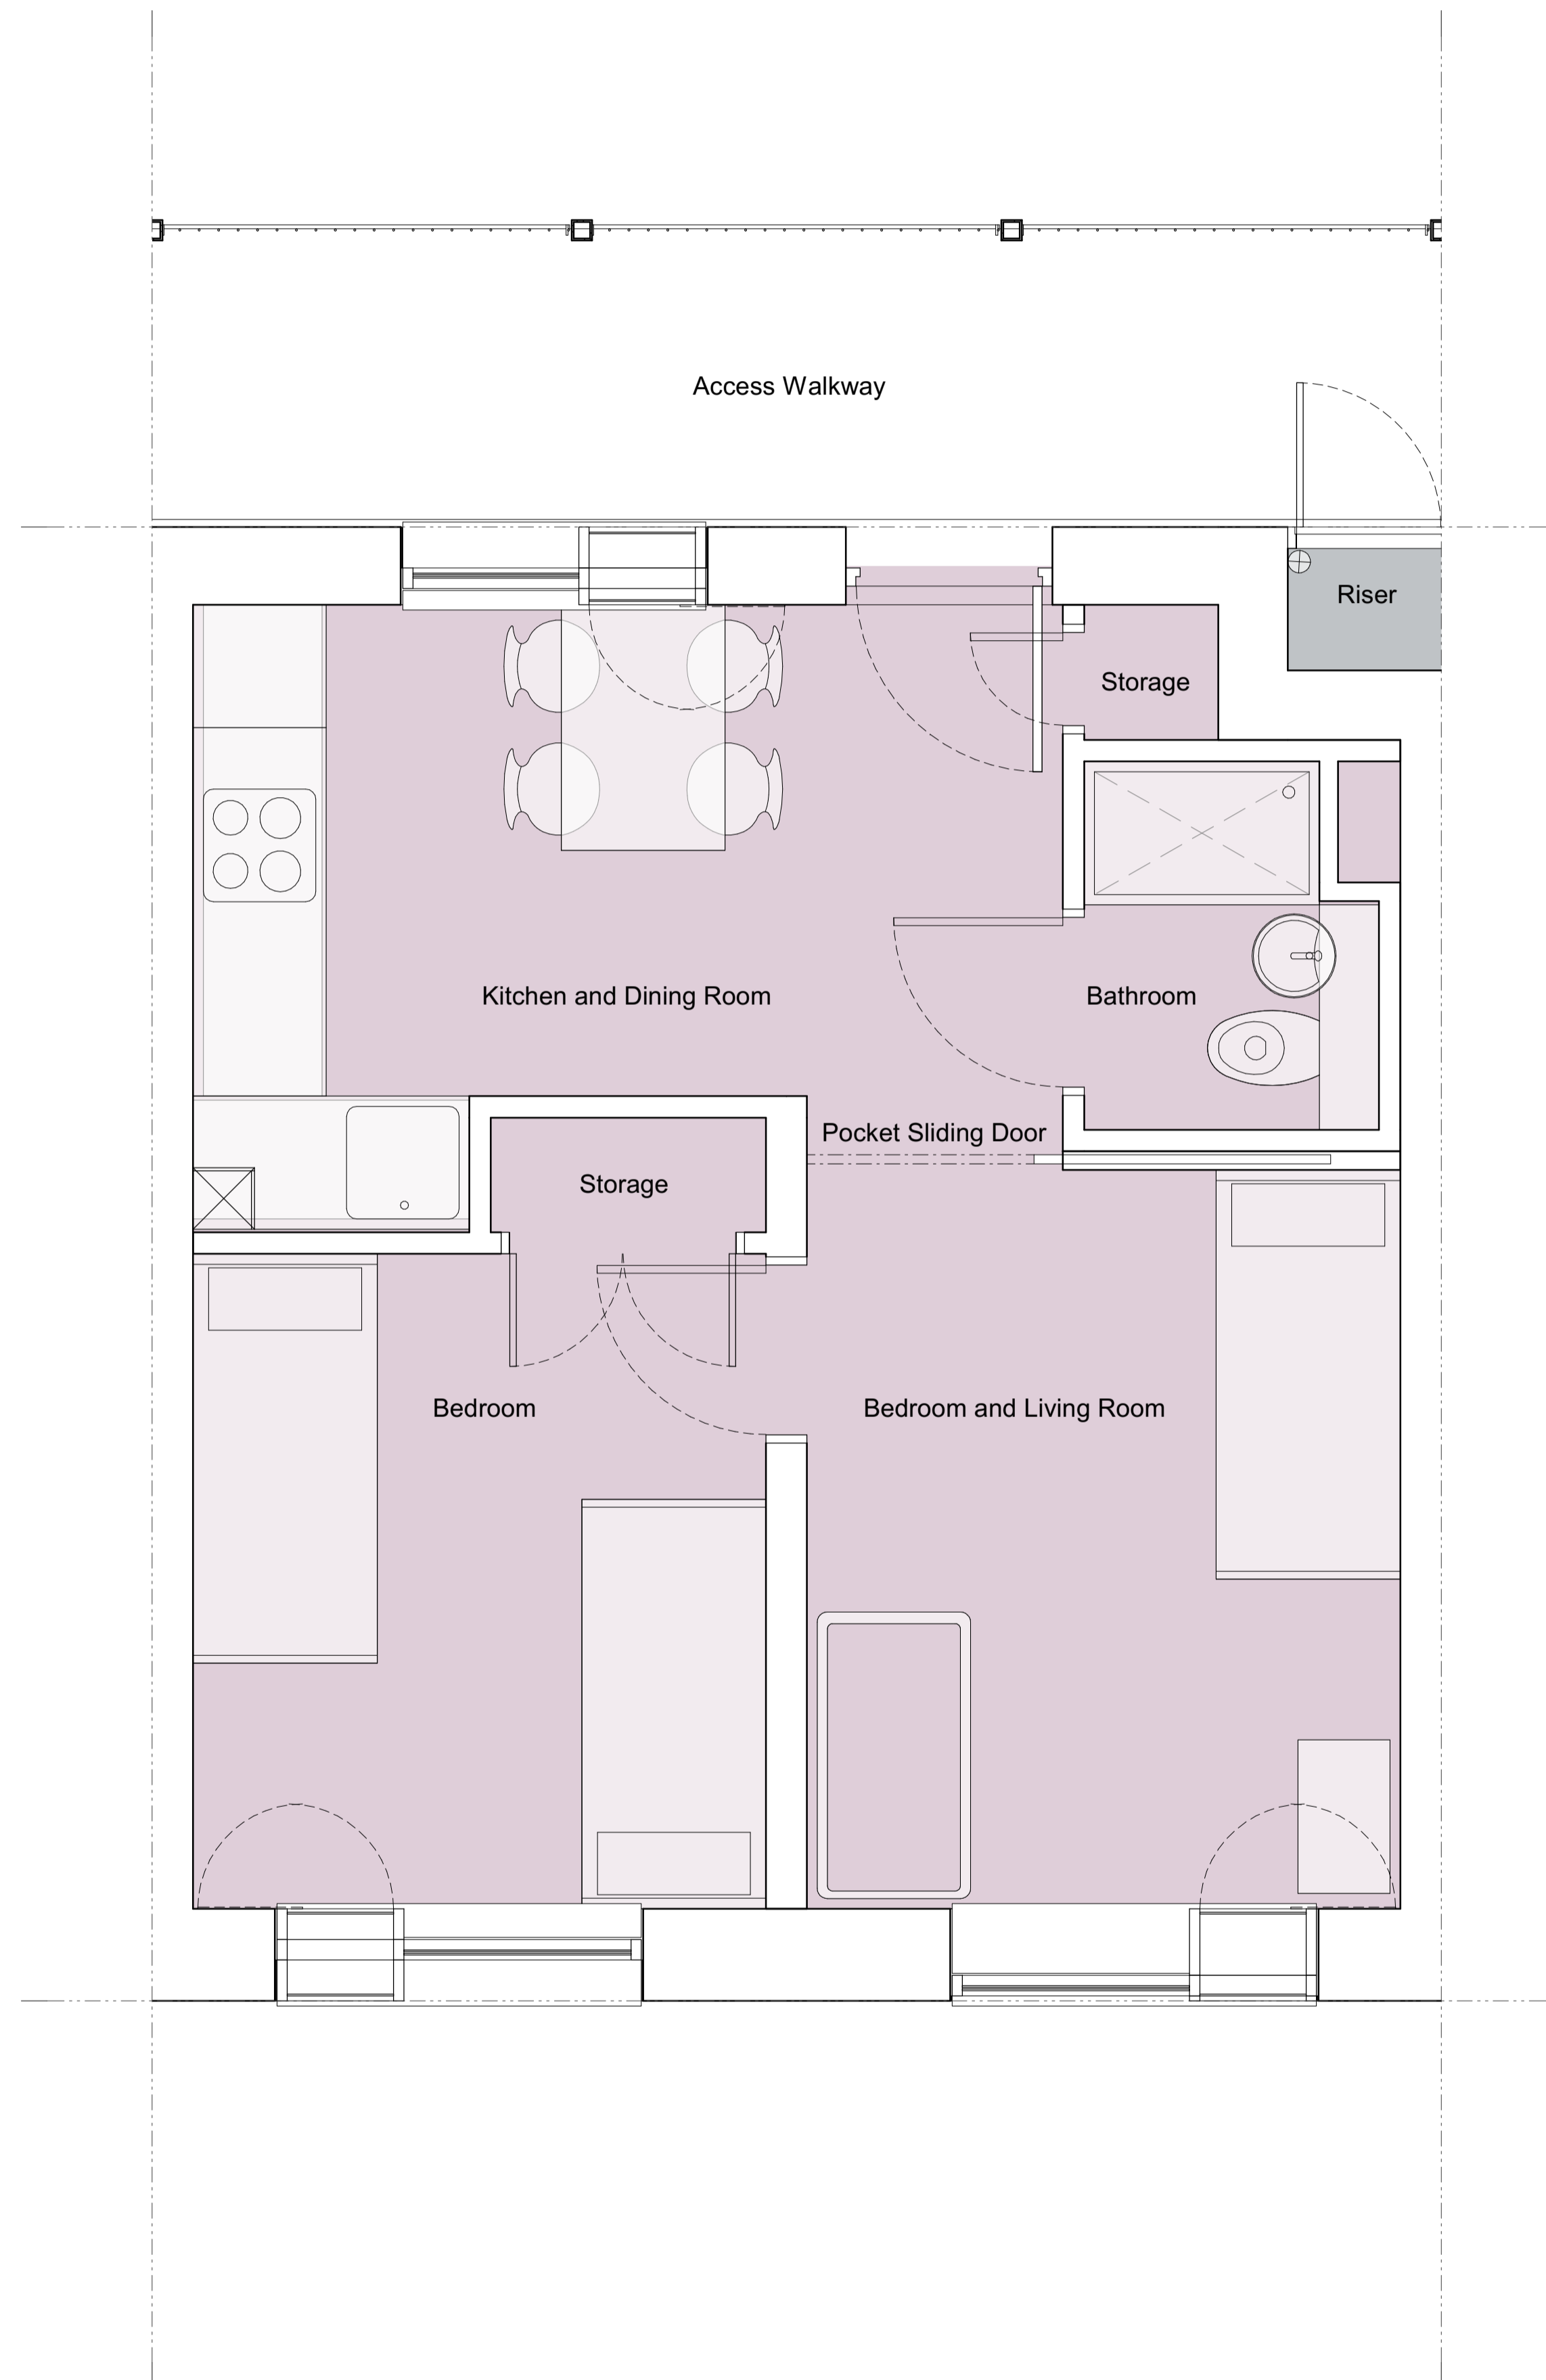 Access Walkway
Riser
Storage
Kitchen and Dining Room
Bathroom
Pocket Sliding Door
Storage
Bedroom
Bedroom and Living Room